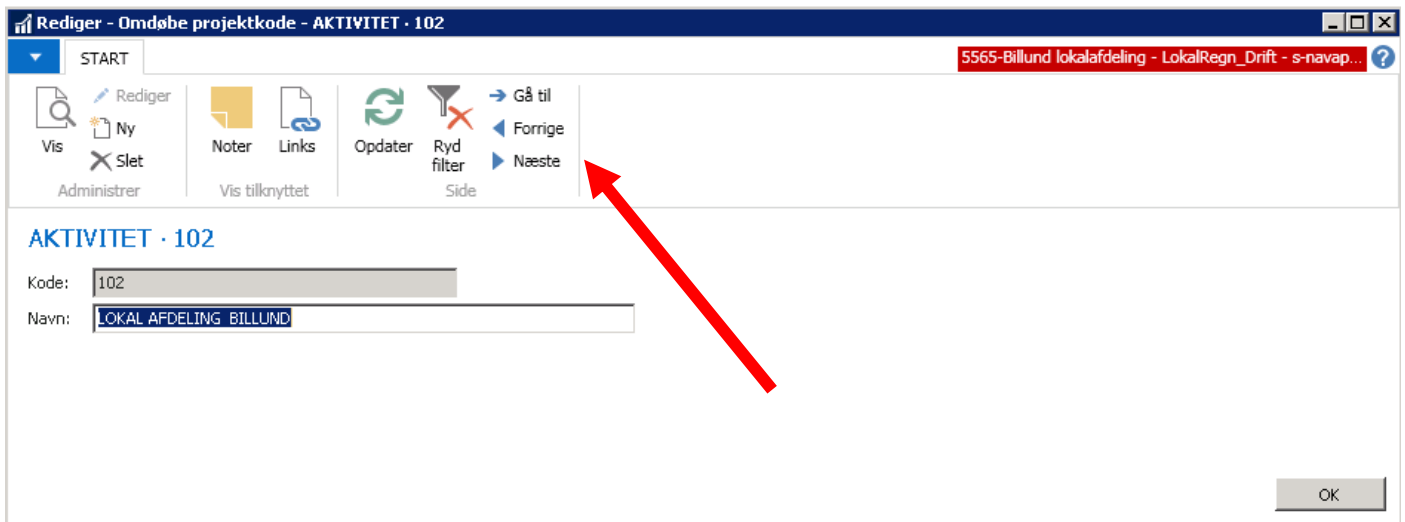 Rediger - Omdøbe projektkode - AKTIVITET · 102
START
5565-Billund lokalafdeling - LokalRegn_Drift - s-navap...
Vis
Rediger
Ny
Slet
Administrer
Noter
Links
Vis tilknyttet
Opdater
Ryd
filter
Gå til
Forrige
Næste
Side
AKTIVITET · 102
Kode: 102
Navn: LOKAL AFDELING BILLUND
OK